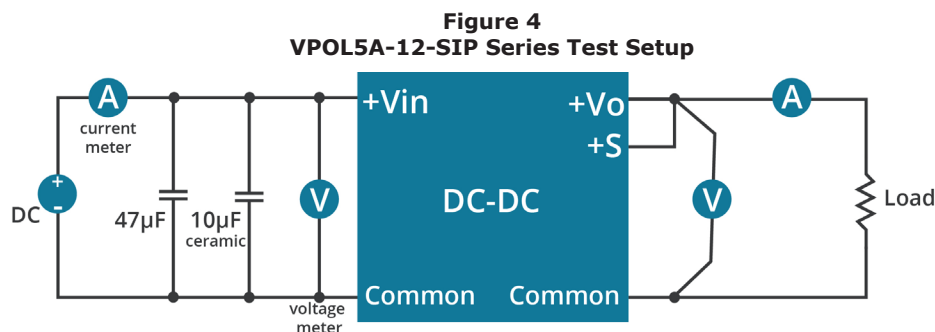 Figure 4
VPOL5A-12-SIP Series Test Setup
A
current
meter
+
-
DC
47µF
10µF
ceramic
V
voltage
meter
+Vin
+Vo
+S
DC-DC
Common
Common
V
A
Load